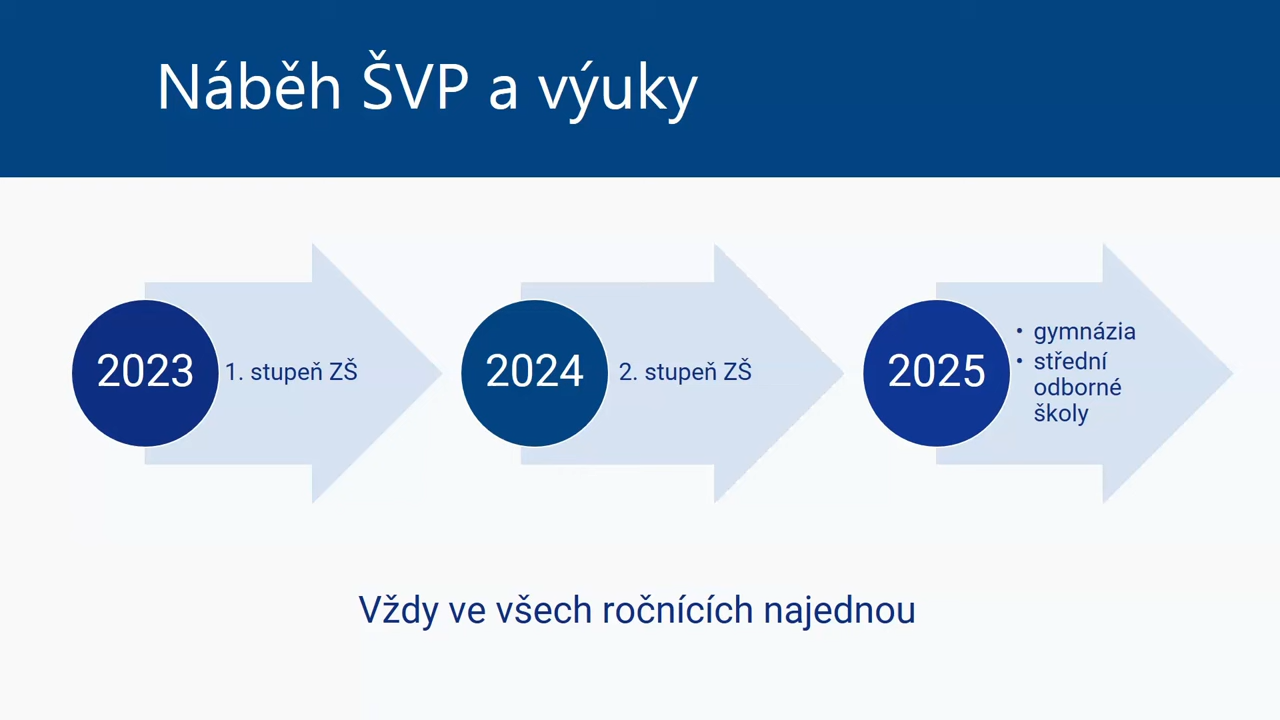 Náběh ŠVP a výuky
2023
1. stupeň ZŠ
2024
2. stupeň ZŠ
2025
• gymnázia
• střední
odborné
školy
Vždy ve všech ročnících najednou